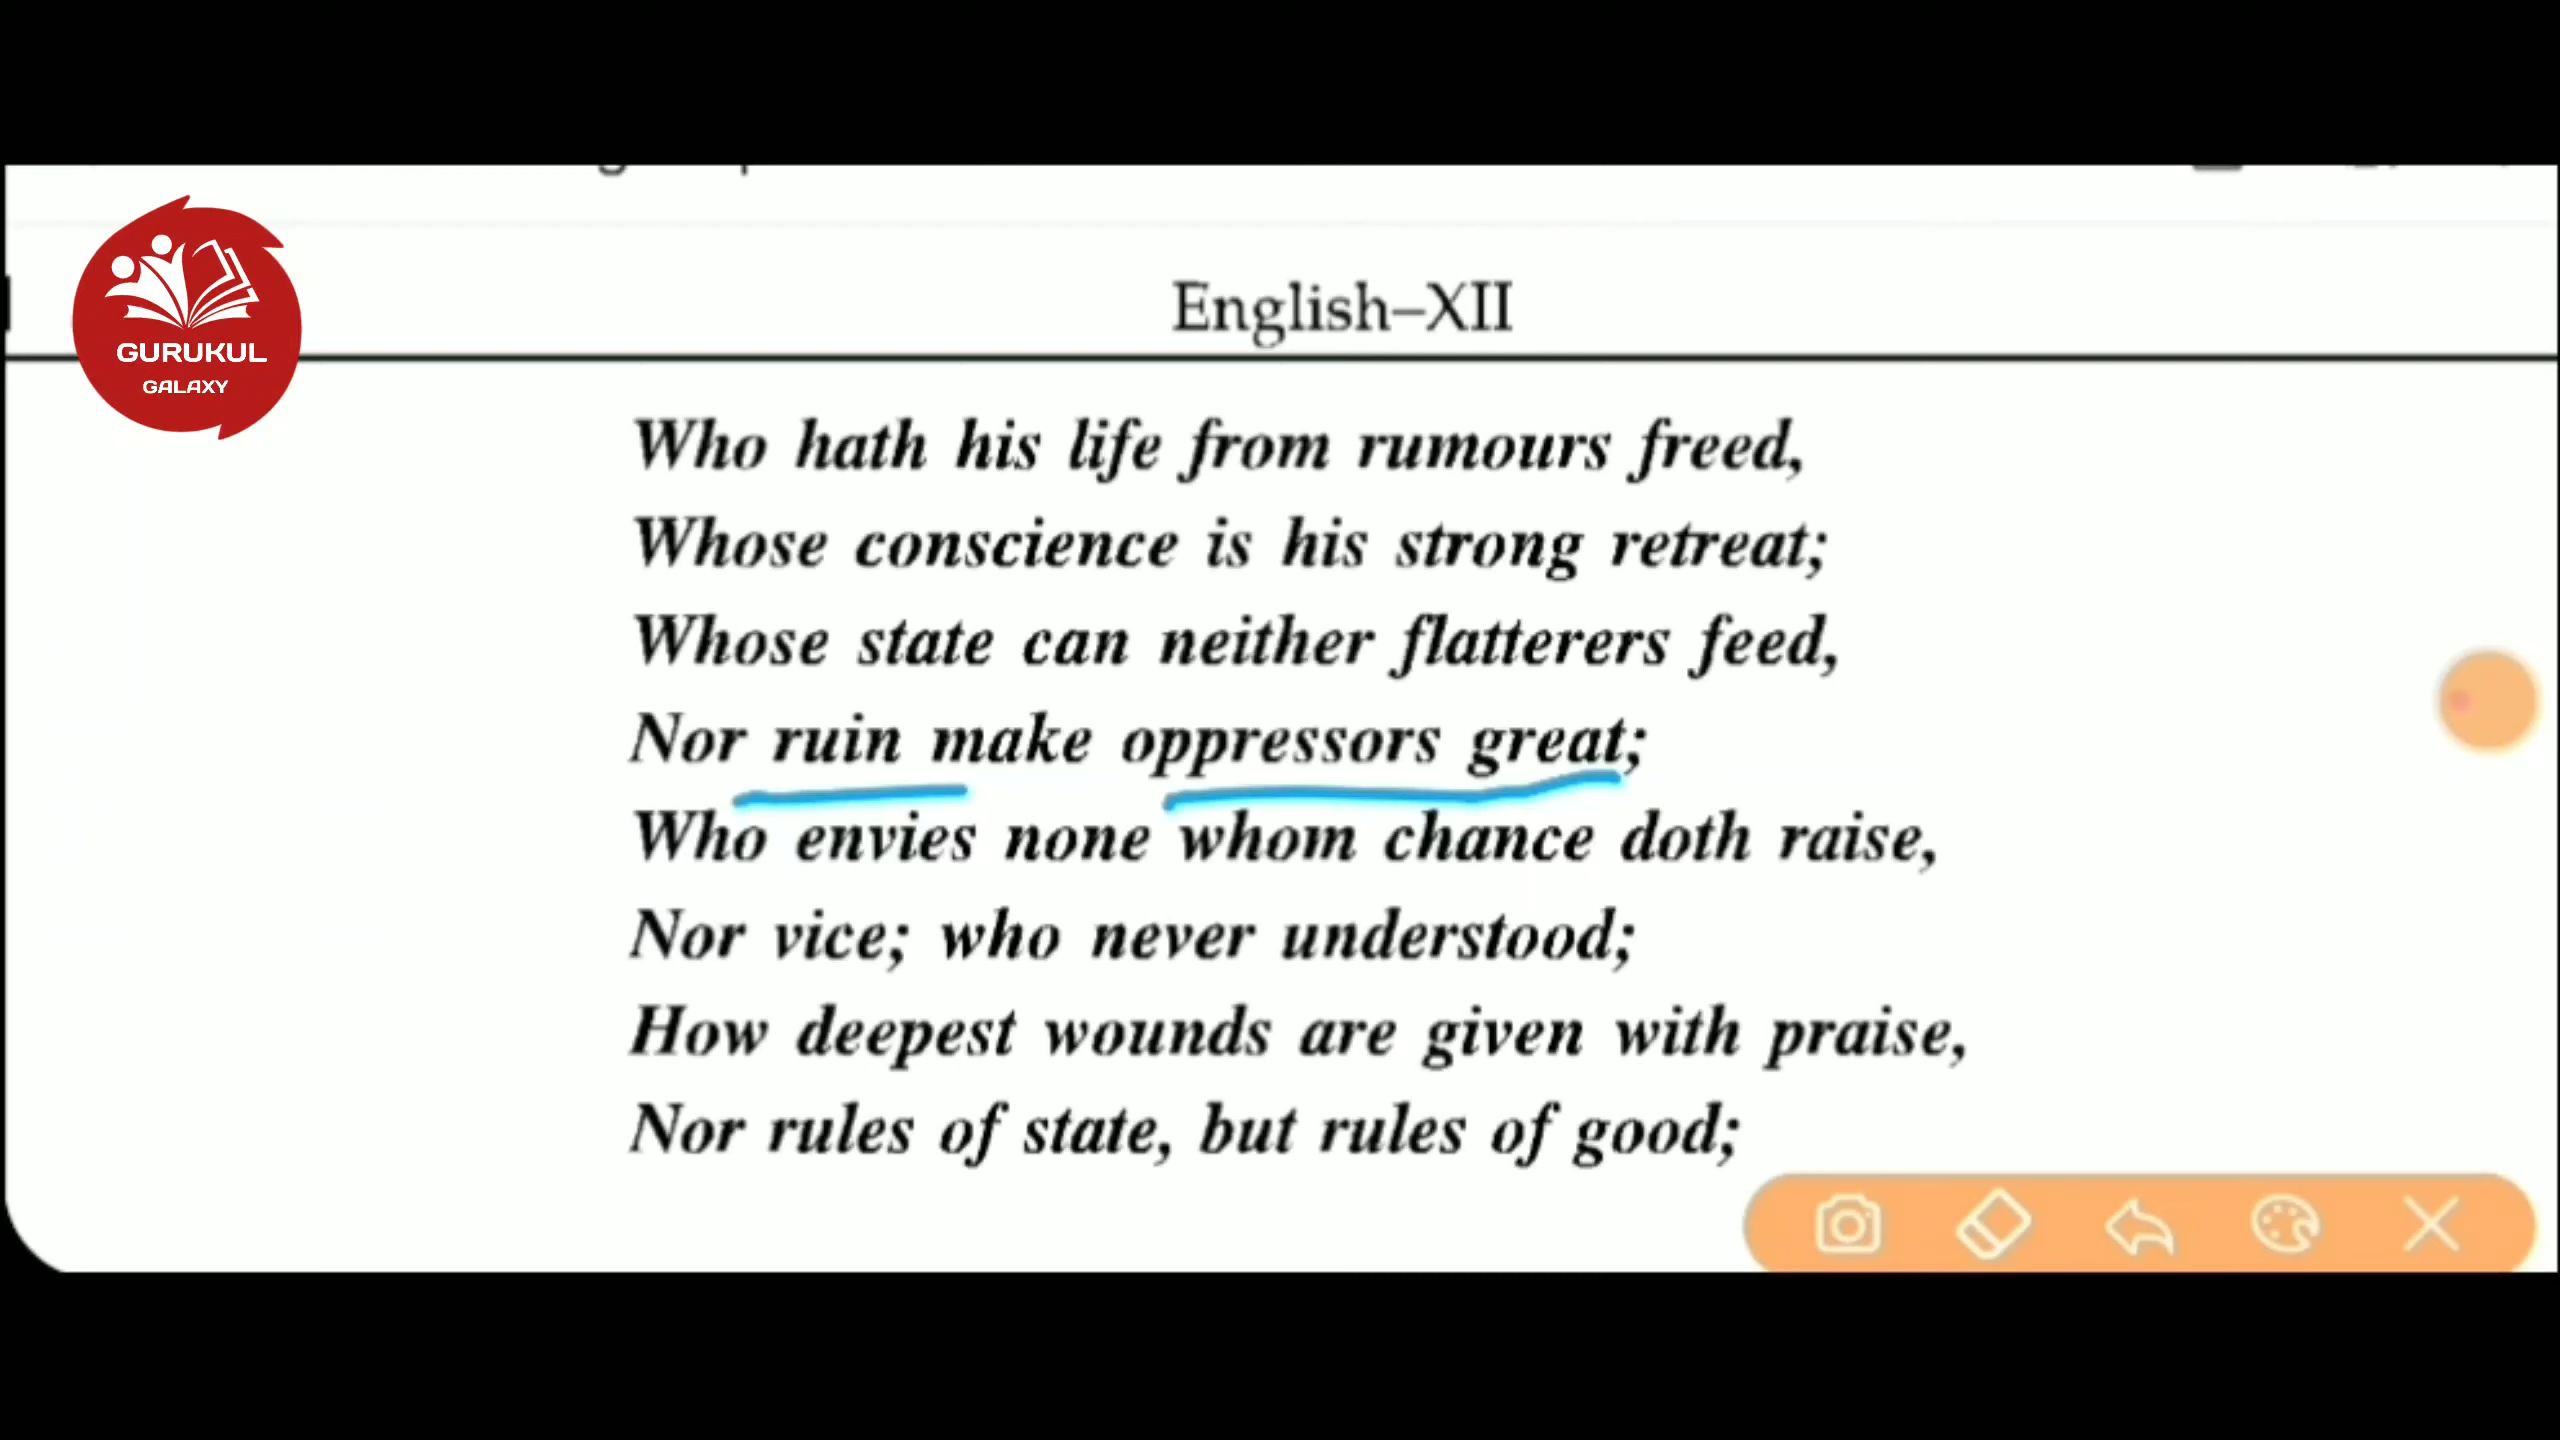 GURUKUL
GALAXY
English–XII
Who hath his life from rumours freed,
Whose conscience is his strong retreat;
Whose state can neither flatterers feed,
Nor ruin make oppressors great;
Who envies none whom chance doth raise,
Nor vice; who never understood;
How deepest wounds are given with praise,
Nor rules of state, but rules of good;